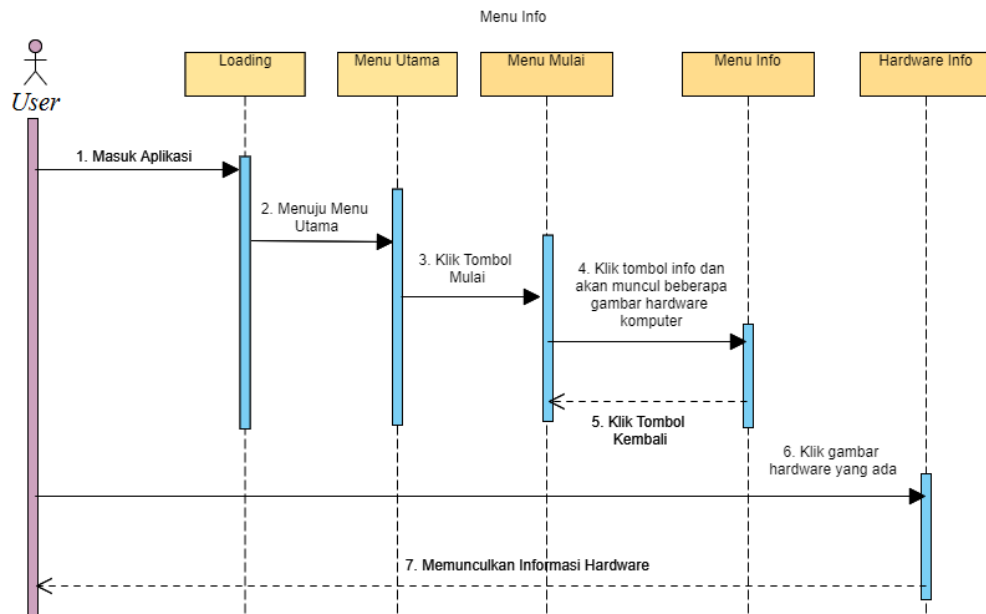 Menu Info
Loading
Menu Utama
Menu Mulai
Menu Info
Hardware Info
User
1. Masuk Aplikasi
2. Menuju Menu
Utama
3. Klik Tombol
Mulai
4. Klik tombol info dan
akan muncul beberapa
gambar hardware
komputer
5. Klik Tombol
Kembali
6. Klik gambar
hardware yang ada
7. Memunculkan Informasi Hardware